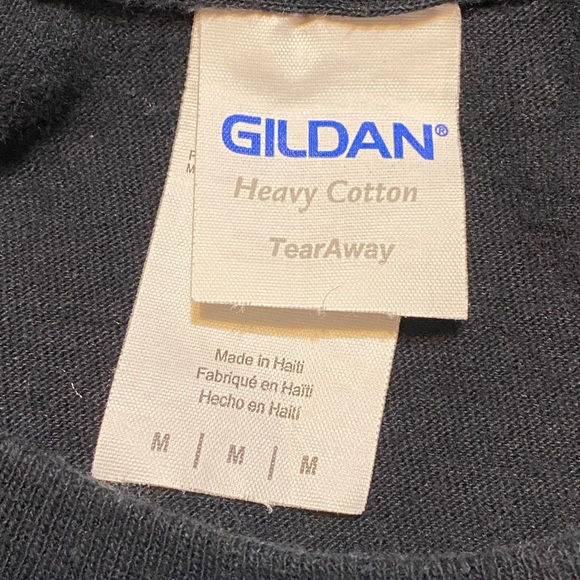 GILDAN®
Heavy Cotton
TearAway
Made in Haiti
Fabriqué en Haïti
Hecho en Haití
M | M | M